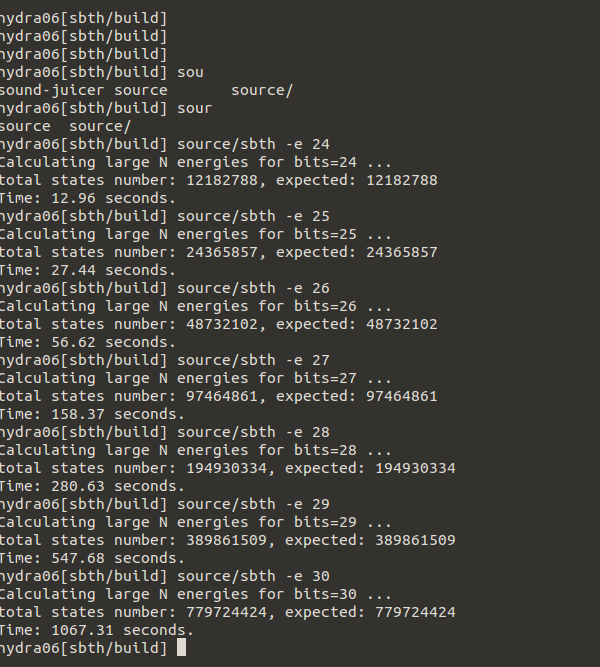 hydra06[sbth/build]
hydra06[sbth/build]
hydra06[sbth/build]
hydra06[sbth/build] sou
sound-juicer source       source/
hydra06[sbth/build] sour
source  source/
hydra06[sbth/build] source/sbth -e 24
Calculating large N energies for bits=24 ...
total states number: 12182788, expected: 12182788
Time: 12.96 seconds.
hydra06[sbth/build] source/sbth -e 25
Calculating large N energies for bits=25 ...
total states number: 24365857, expected: 24365857
Time: 27.44 seconds.
hydra06[sbth/build] source/sbth -e 26
Calculating large N energies for bits=26 ...
total states number: 48732102, expected: 48732102
Time: 56.62 seconds.
hydra06[sbth/build] source/sbth -e 27
Calculating large N energies for bits=27 ...
total states number: 97464861, expected: 97464861
Time: 158.37 seconds.
hydra06[sbth/build] source/sbth -e 28
Calculating large N energies for bits=28 ...
total states number: 194930334, expected: 194930334
Time: 280.63 seconds.
hydra06[sbth/build] source/sbth -e 29
Calculating large N energies for bits=29 ...
total states number: 389861509, expected: 389861509
Time: 547.68 seconds.
hydra06[sbth/build] source/sbth -e 30
Calculating large N energies for bits=30 ...
total states number: 779724424, expected: 779724424
Time: 1067.31 seconds.
hydra06[sbth/build]